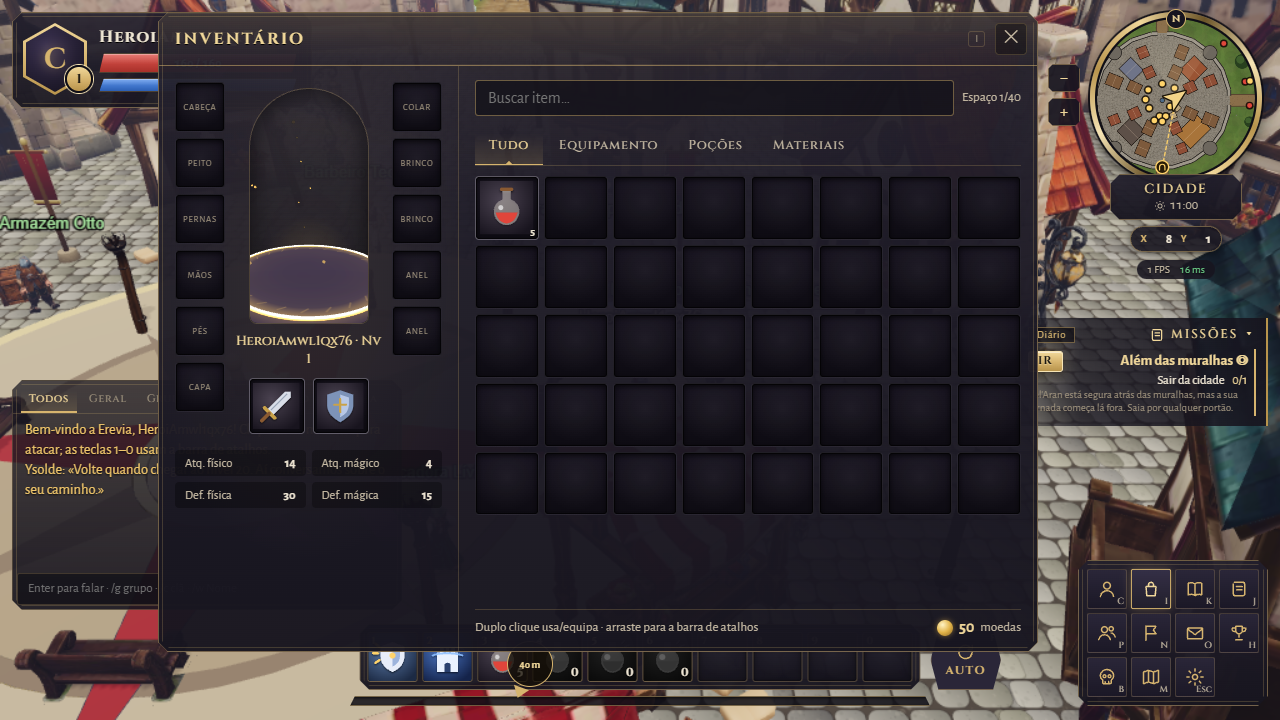 C
1
Heroi
INVENTÁRIO
I
CABEÇA
PEITO
PERNAS
MÃOS
PÉS
CAPA
COLAR
BRINCO
BRINCO
ANEL
ANEL
HeroiAmwl1qx76 · Nv
1
Atq. físico 14
Atq. mágico 4
Def. física 30
Def. mágica 15
Buscar item...
Espaço 1/40
Tudo
Equipamento
Poções
Materiais
5
Duplo clique usa/equipa · arraste para a barra de atalhos
50 moedas
Armazém Otto
Todos
Geral
G
Bem-vindo a Erevia, Her
atacar; as teclas 1–0 usar
Ysolde: «Volte quando cl
seu caminho.»
Enter para falar · /g grupo ·
N
−
+
CIDADE
11:00
X 8 Y 1
1 FPS 16 ms
Diário
MISSÕES
IR
Além das muralhas
Sair da cidade 0/1
'Aran está segura atrás das muralhas, mas a sua
nada começa lá fora. Saia por qualquer portão.
40m
0
0
0
AUTO
C
I
K
J
P
N
O
H
B
M
ESC